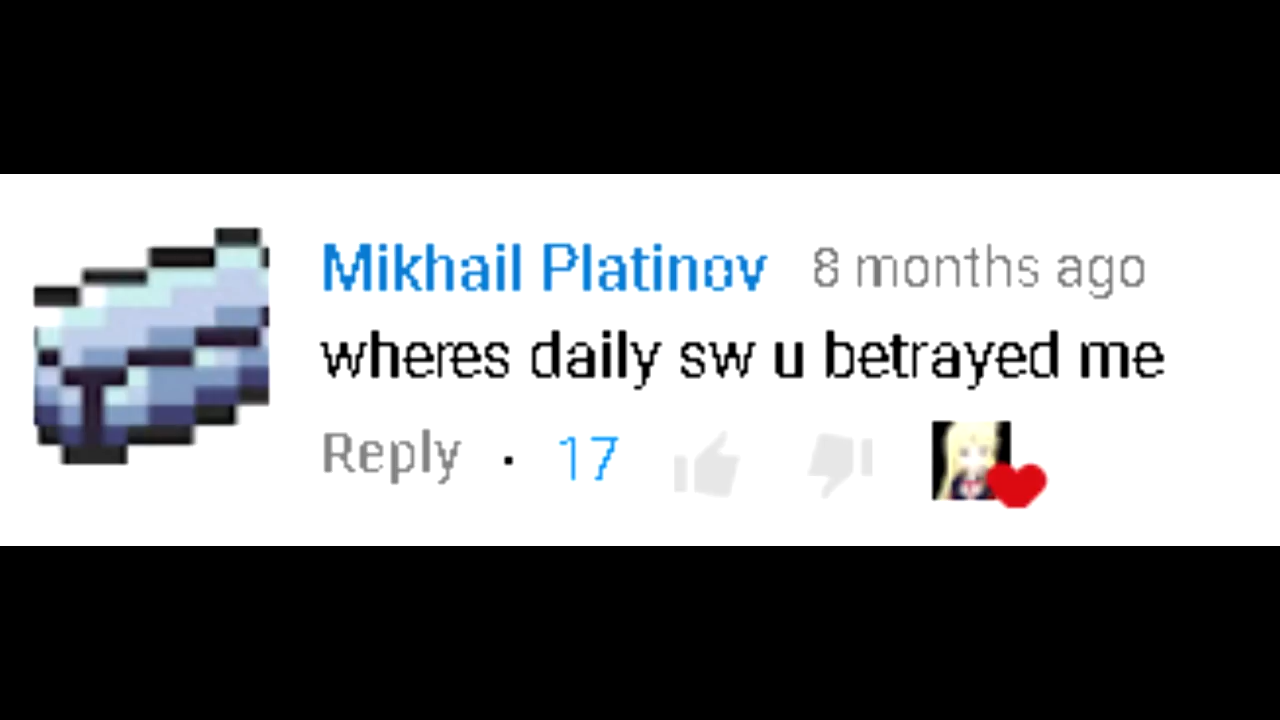 Mikhail Platinov 8 months ago
wheres daily sw u betrayed me
Reply · 17